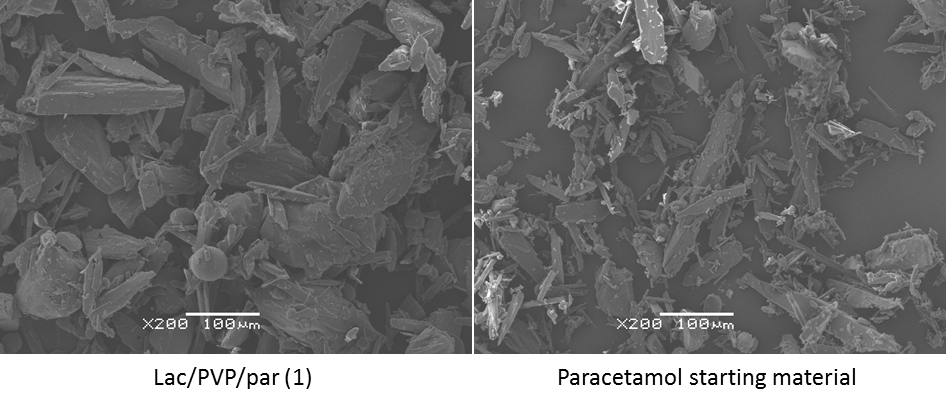 X200 100µm
X200 100µm
Lac/PVP/par (1)
Paracetamol starting material